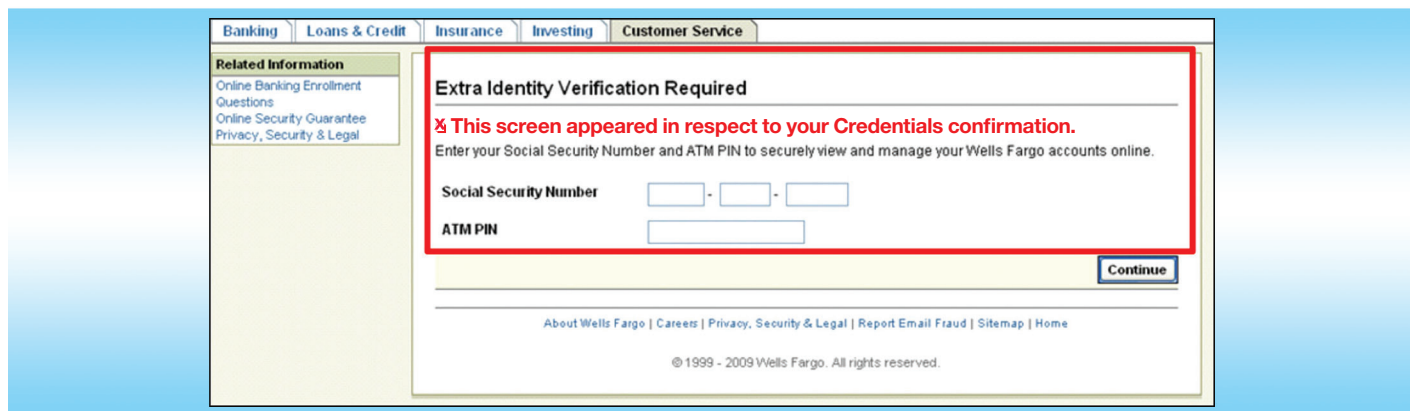 Banking Loans & Credit Insurance Investing Customer Service
Related Information
Online Banking Enrollment
Questions
Online Security Guarantee
Privacy, Security & Legal
Extra Identity Verification Required
This screen appeared in respect to your Credentials confirmation.
Enter your Social Security Number and ATM PIN to securely view and manage your Wells Fargo accounts online.
Social Security Number - -
ATM PIN
Continue
About Wells Fargo | Careers | Privacy, Security & Legal | Report Email Fraud | Sitemap | Home
© 1999 - 2009 Wells Fargo. All rights reserved.